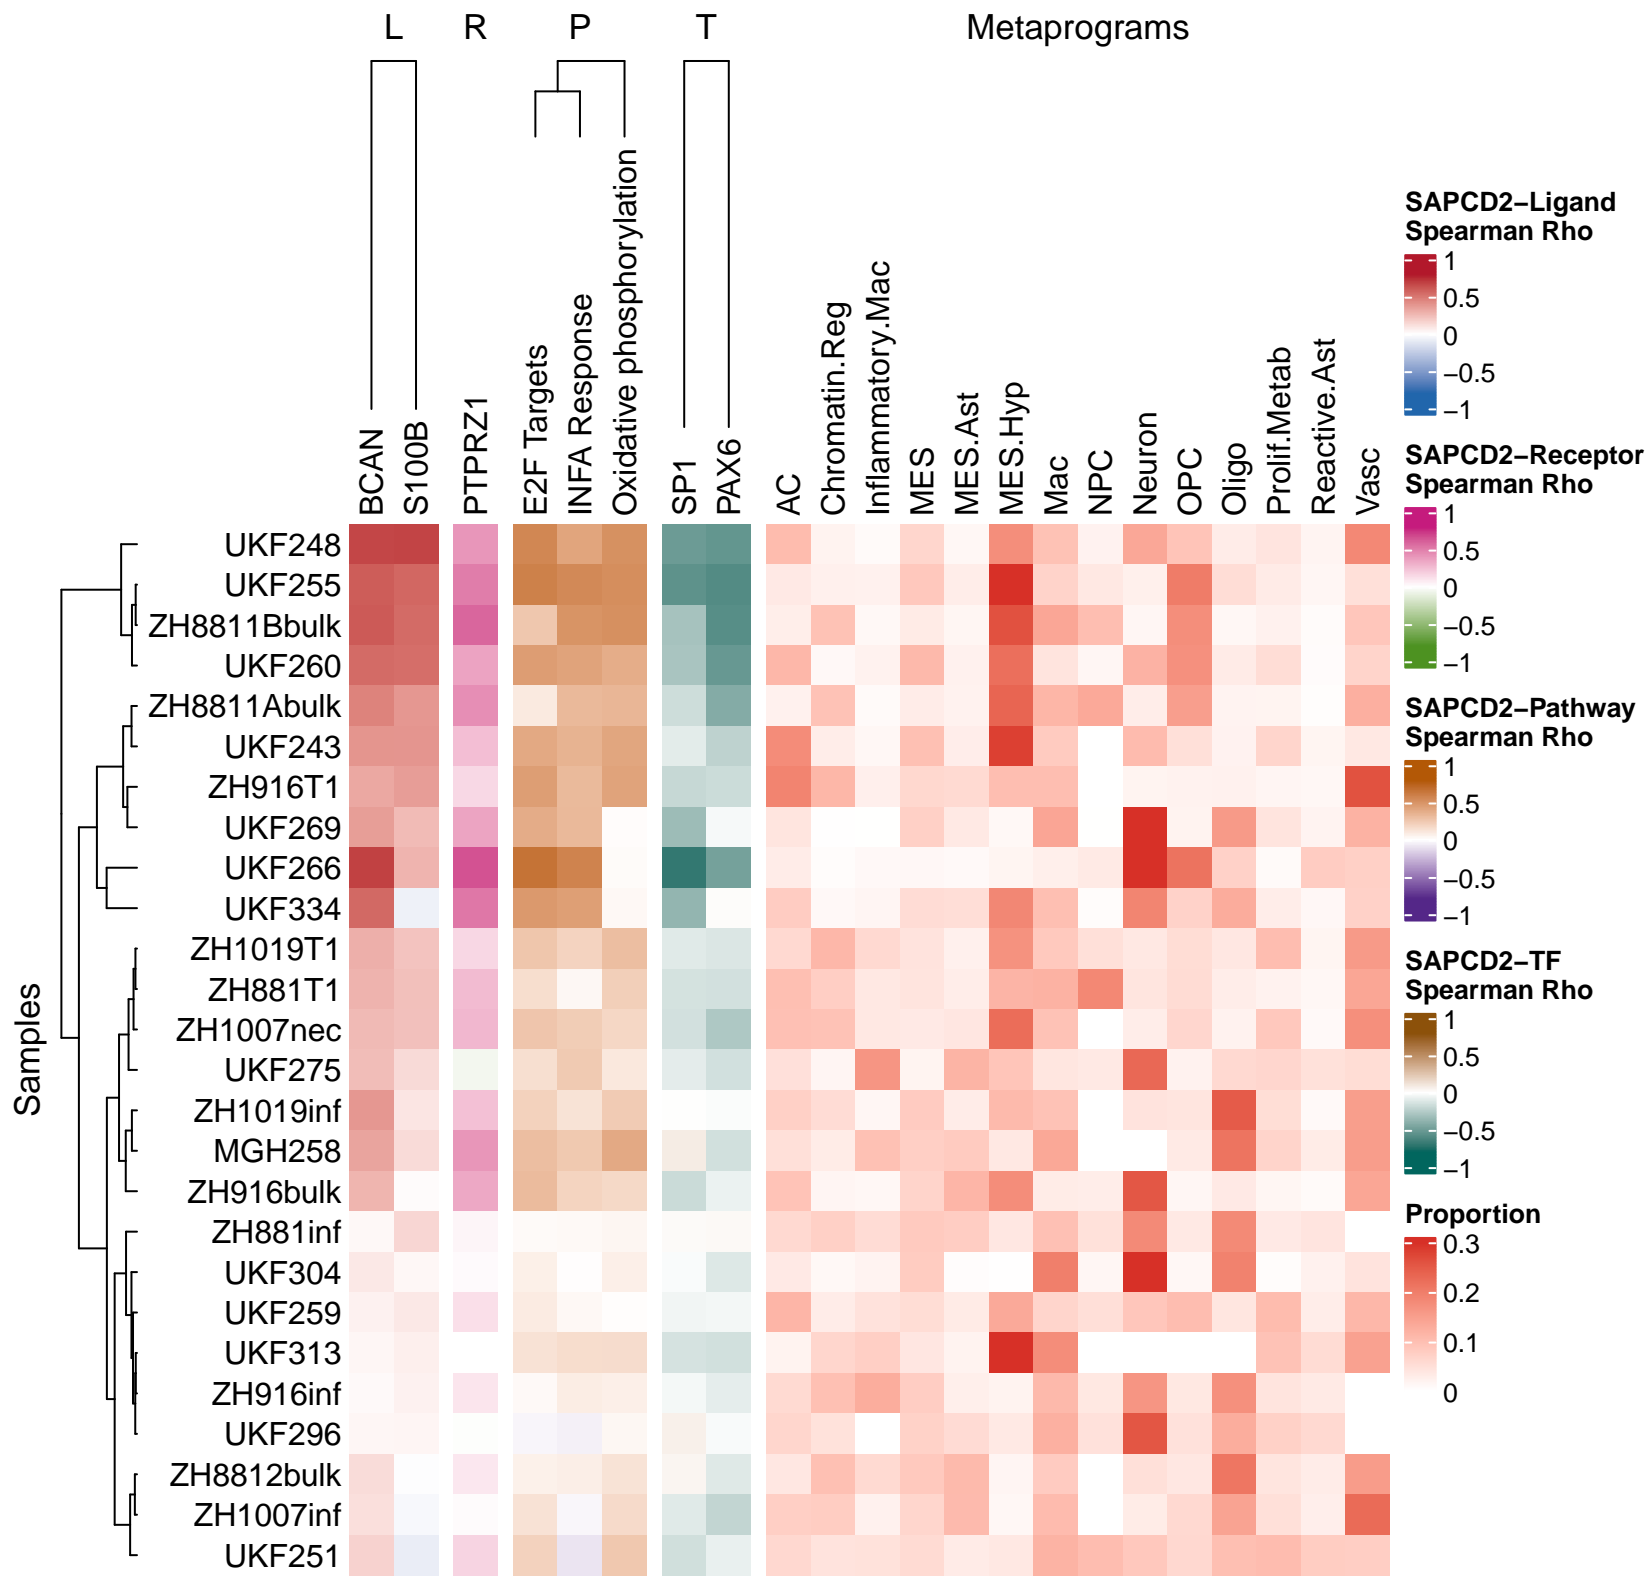 L R P T Metaprograms
BCAN
S100B
PTPRZ1
E2F Targets
INFA Response
Oxidative phosphorylation
SP1
PAX6
AC
Chromatin.Reg
Inflammatory.Mac
MES
MES.Ast
MES.Hyp
Mac
NPC
Neuron
OPC
Oligo
Prolif.Metab
Reactive.Ast
Vasc
Samples
UKF248
UKF255
ZH8811Bbulk
UKF260
ZH8811Abulk
UKF243
ZH916T1
UKF269
UKF266
UKF334
ZH1019T1
ZH881T1
ZH1007nec
UKF275
ZH1019inf
MGH258
ZH916bulk
ZH881inf
UKF304
UKF259
UKF313
ZH916inf
UKF296
ZH8812bulk
ZH1007inf
UKF251
SAPCD2−Ligand
Spearman Rho
1
0.5
0
−0.5
−1
SAPCD2−Receptor
Spearman Rho
1
0.5
0
−0.5
−1
SAPCD2−Pathway
Spearman Rho
1
0.5
0
−0.5
−1
SAPCD2−TF
Spearman Rho
1
0.5
0
−0.5
−1
Proportion
0.3
0.2
0.1
0